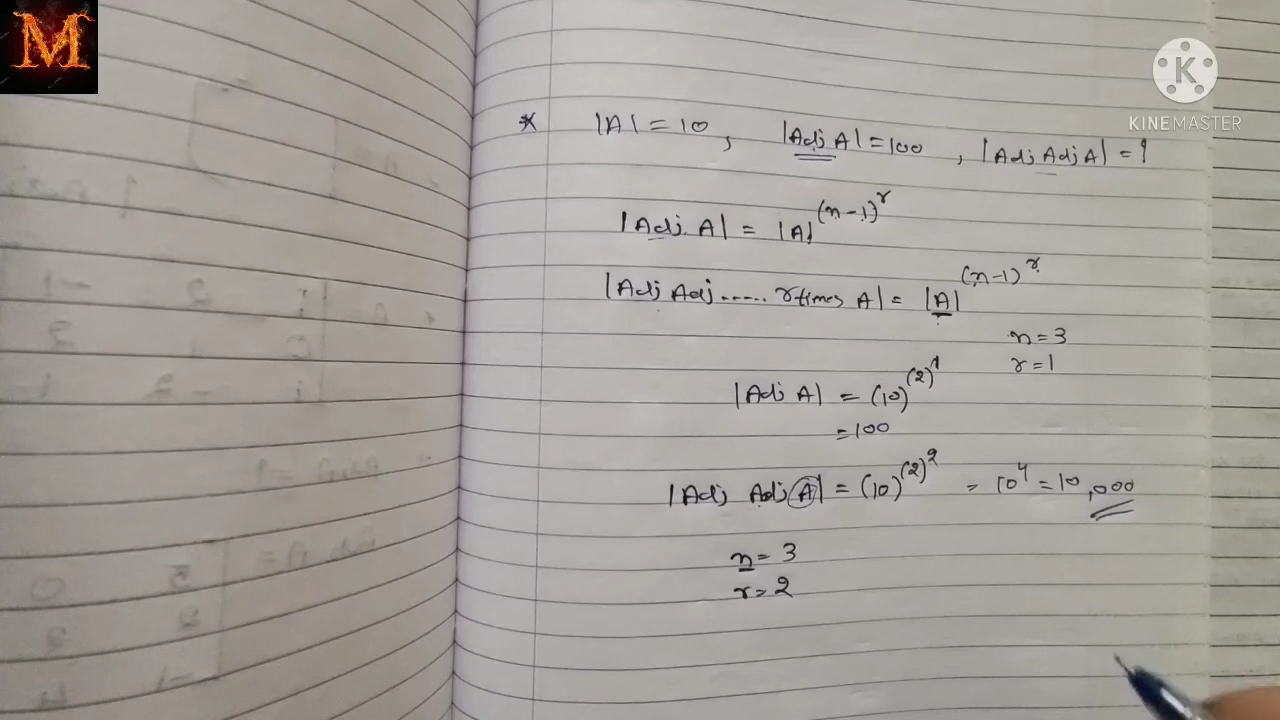 M
K
KINEMASTER
* |A| = 10, |Adj A| = 100, |Adj Adj A| = ?
|Adj. A| = |A|^(n-1)^r
|Adj Adj ...... r times A| = |A|^(n-1)^r
n = 3
r = 1
|Adj A| = (10)^(2)^1
= 100
|Adj Adj A| = (10)^(2)^2 = 10^4 = 10,000
n = 3
r = 2